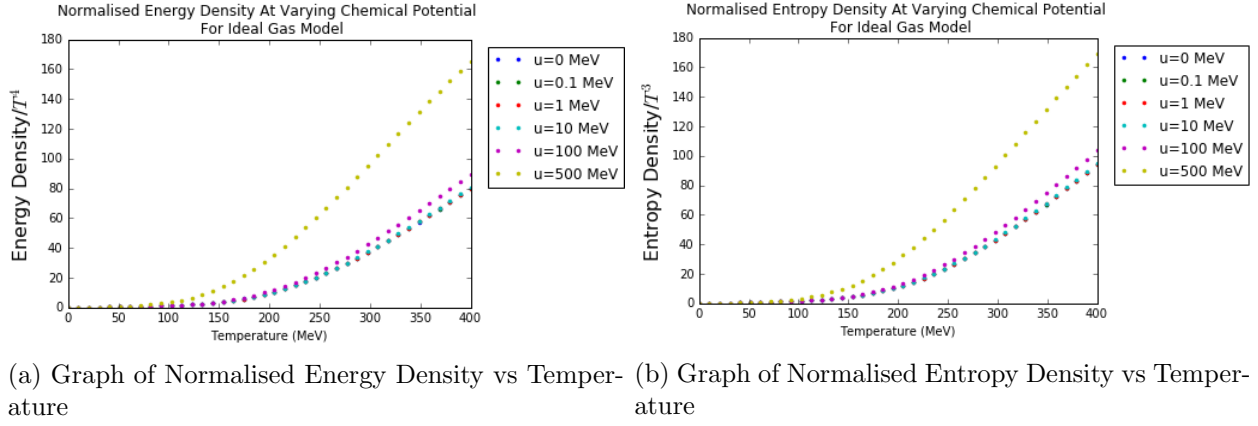 Normalised Energy Density At Varying Chemical Potential
For Ideal Gas Model
Energy Density/T^4
180
160
140
120
100
80
60
40
20
0
0 50 100 150 200 250 300 350 400
Temperature (MeV)
u=0 MeV
u=0.1 MeV
u=1 MeV
u=10 MeV
u=100 MeV
u=500 MeV
Normalised Entropy Density At Varying Chemical Potential
For Ideal Gas Model
Entropy Density/T^3
180
160
140
120
100
80
60
40
20
0
0 50 100 150 200 250 300 350 400
Temperature (MeV)
u=0 MeV
u=0.1 MeV
u=1 MeV
u=10 MeV
u=100 MeV
u=500 MeV
(a) Graph of Normalised Energy Density vs Temper-
ature
(b) Graph of Normalised Entropy Density vs Temper-
ature